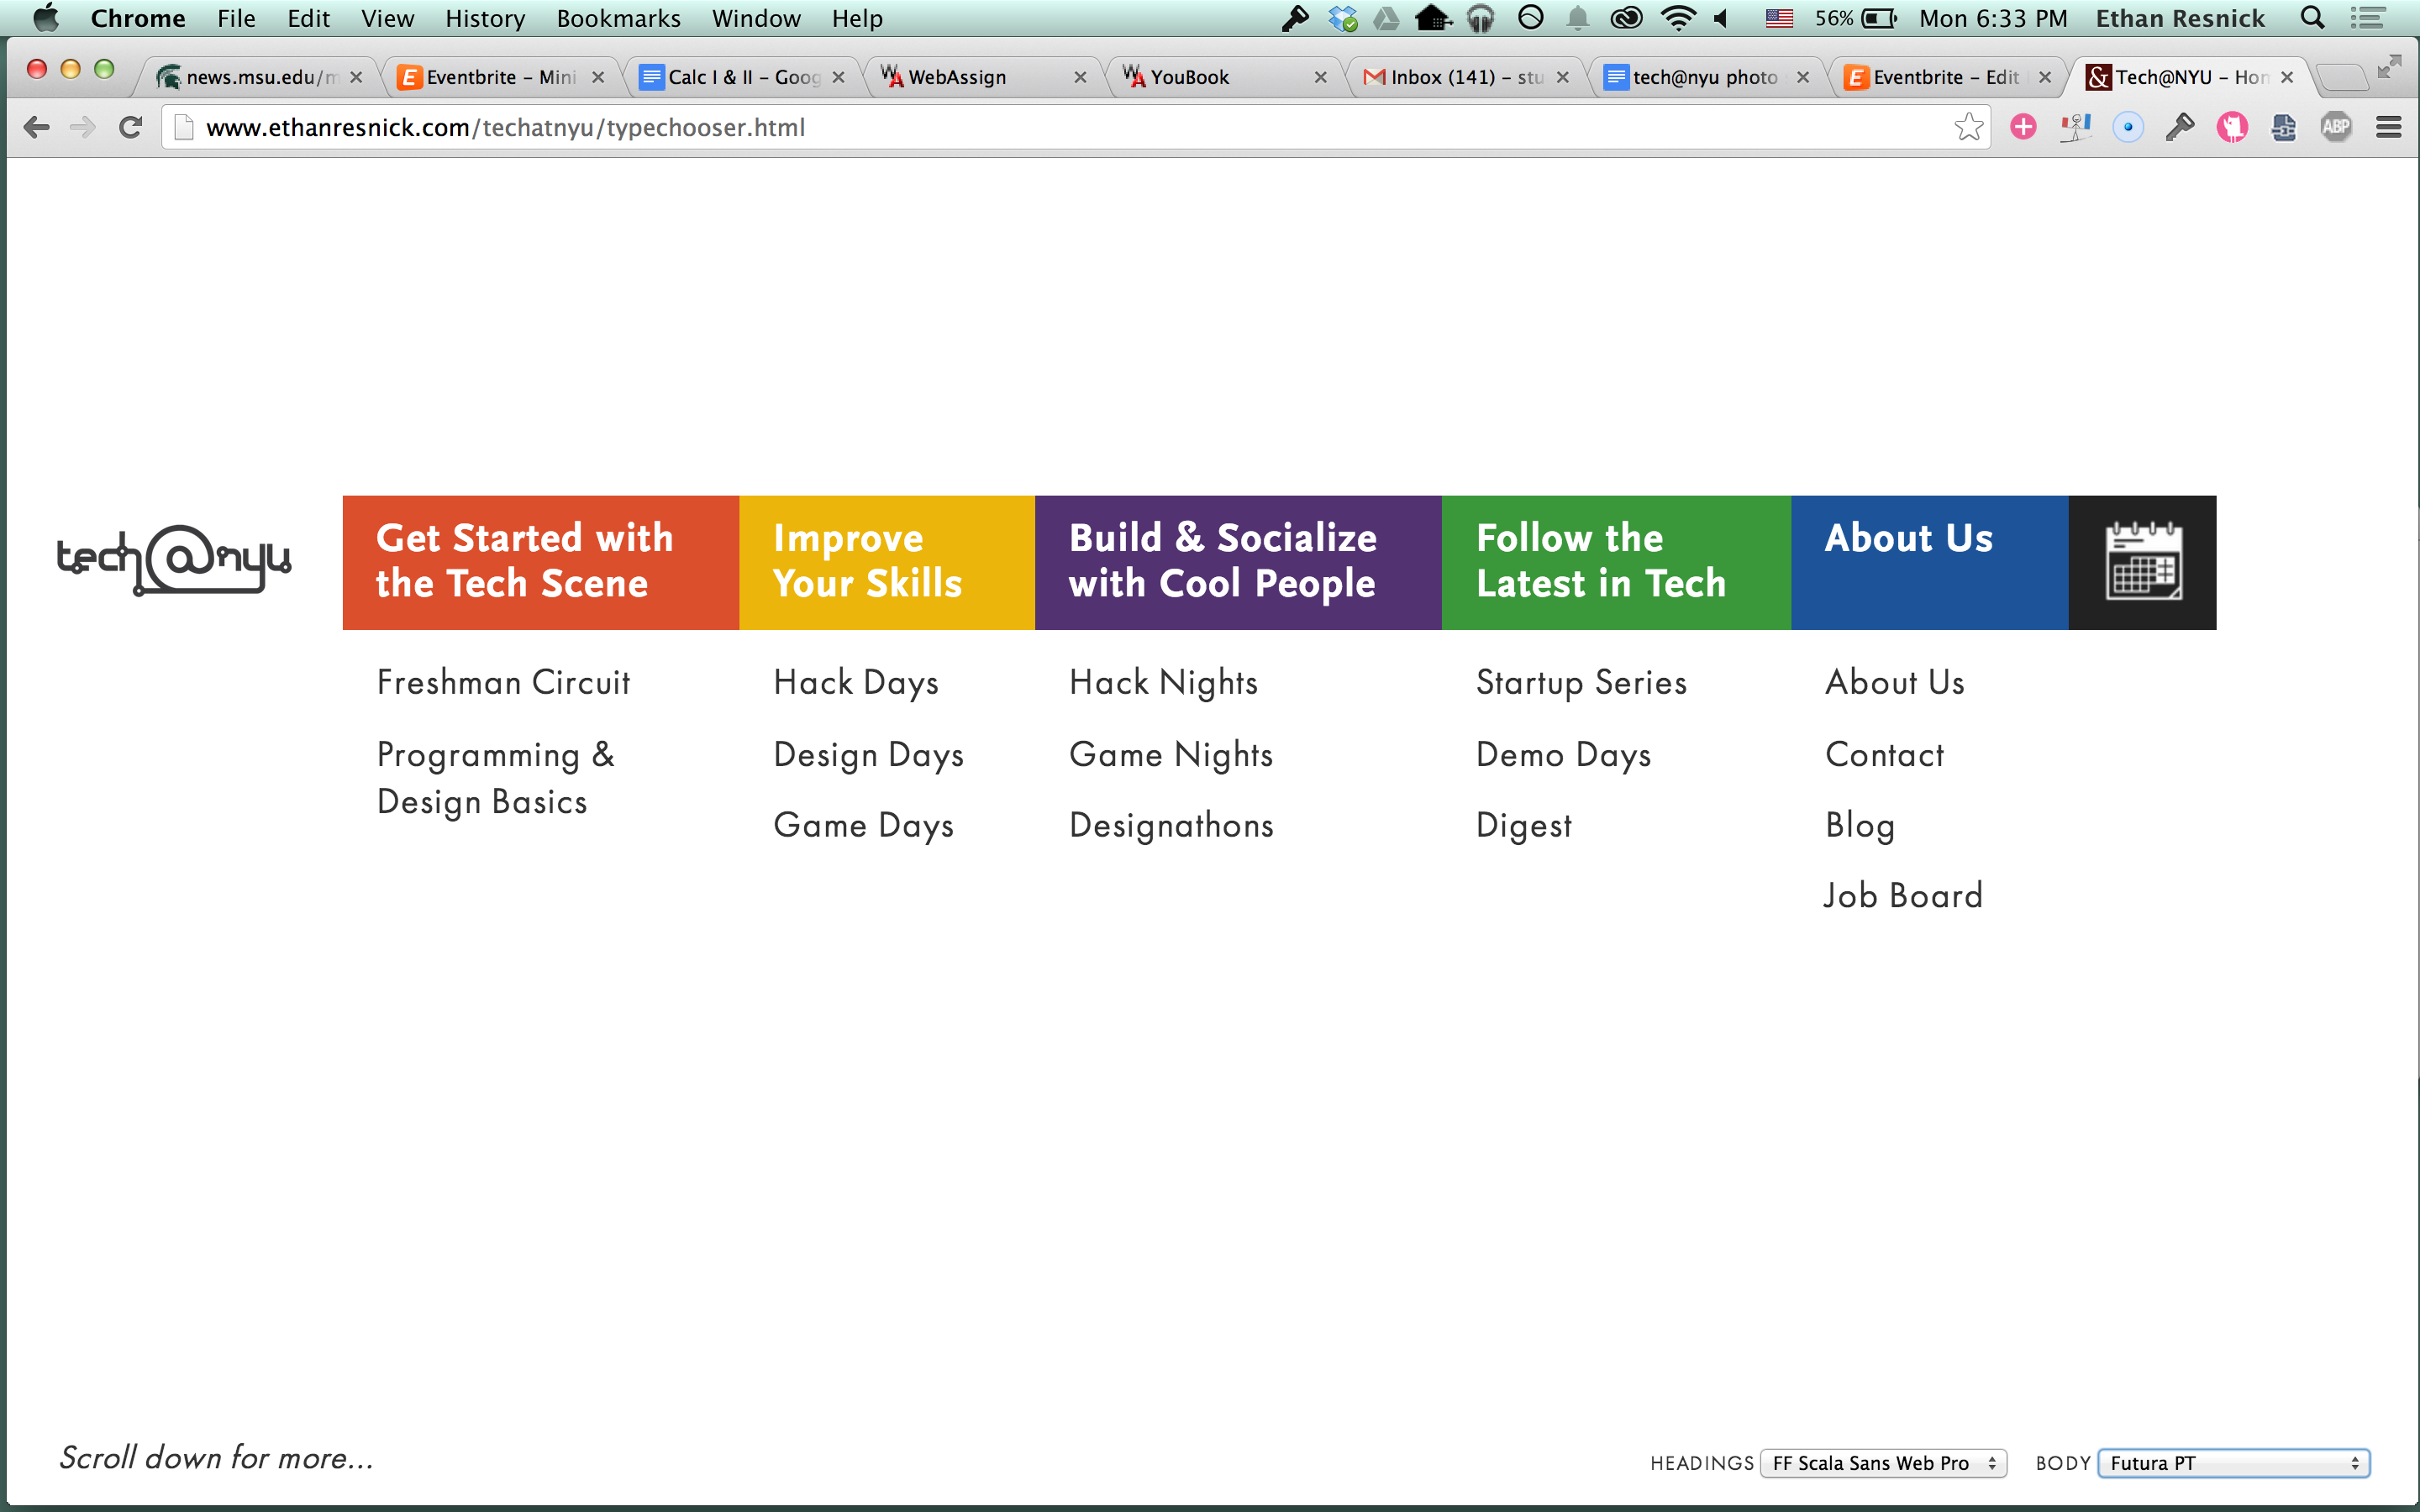 Chrome File Edit View History Bookmarks Window Help 56% Mon 6:33 PM Ethan Resnick
news.msu.edu/m Eventbrite – Mini Calc I & II – Goog WebAssign YouBook Inbox (141) – stu tech@nyu photo Eventbrite – Edit Tech@NYU – Hon
www.ethanresnick.com/techatnyu/typechooser.html ABP
tech@nyu
Get Started with
the Tech Scene
Improve
Your Skills
Build & Socialize
with Cool People
Follow the
Latest in Tech
About Us
Freshman Circuit
Programming &
Design Basics
Hack Days
Design Days
Game Days
Hack Nights
Game Nights
Designathons
Startup Series
Demo Days
Digest
About Us
Contact
Blog
Job Board
Scroll down for more...
HEADINGS FF Scala Sans Web Pro BODY Futura PT